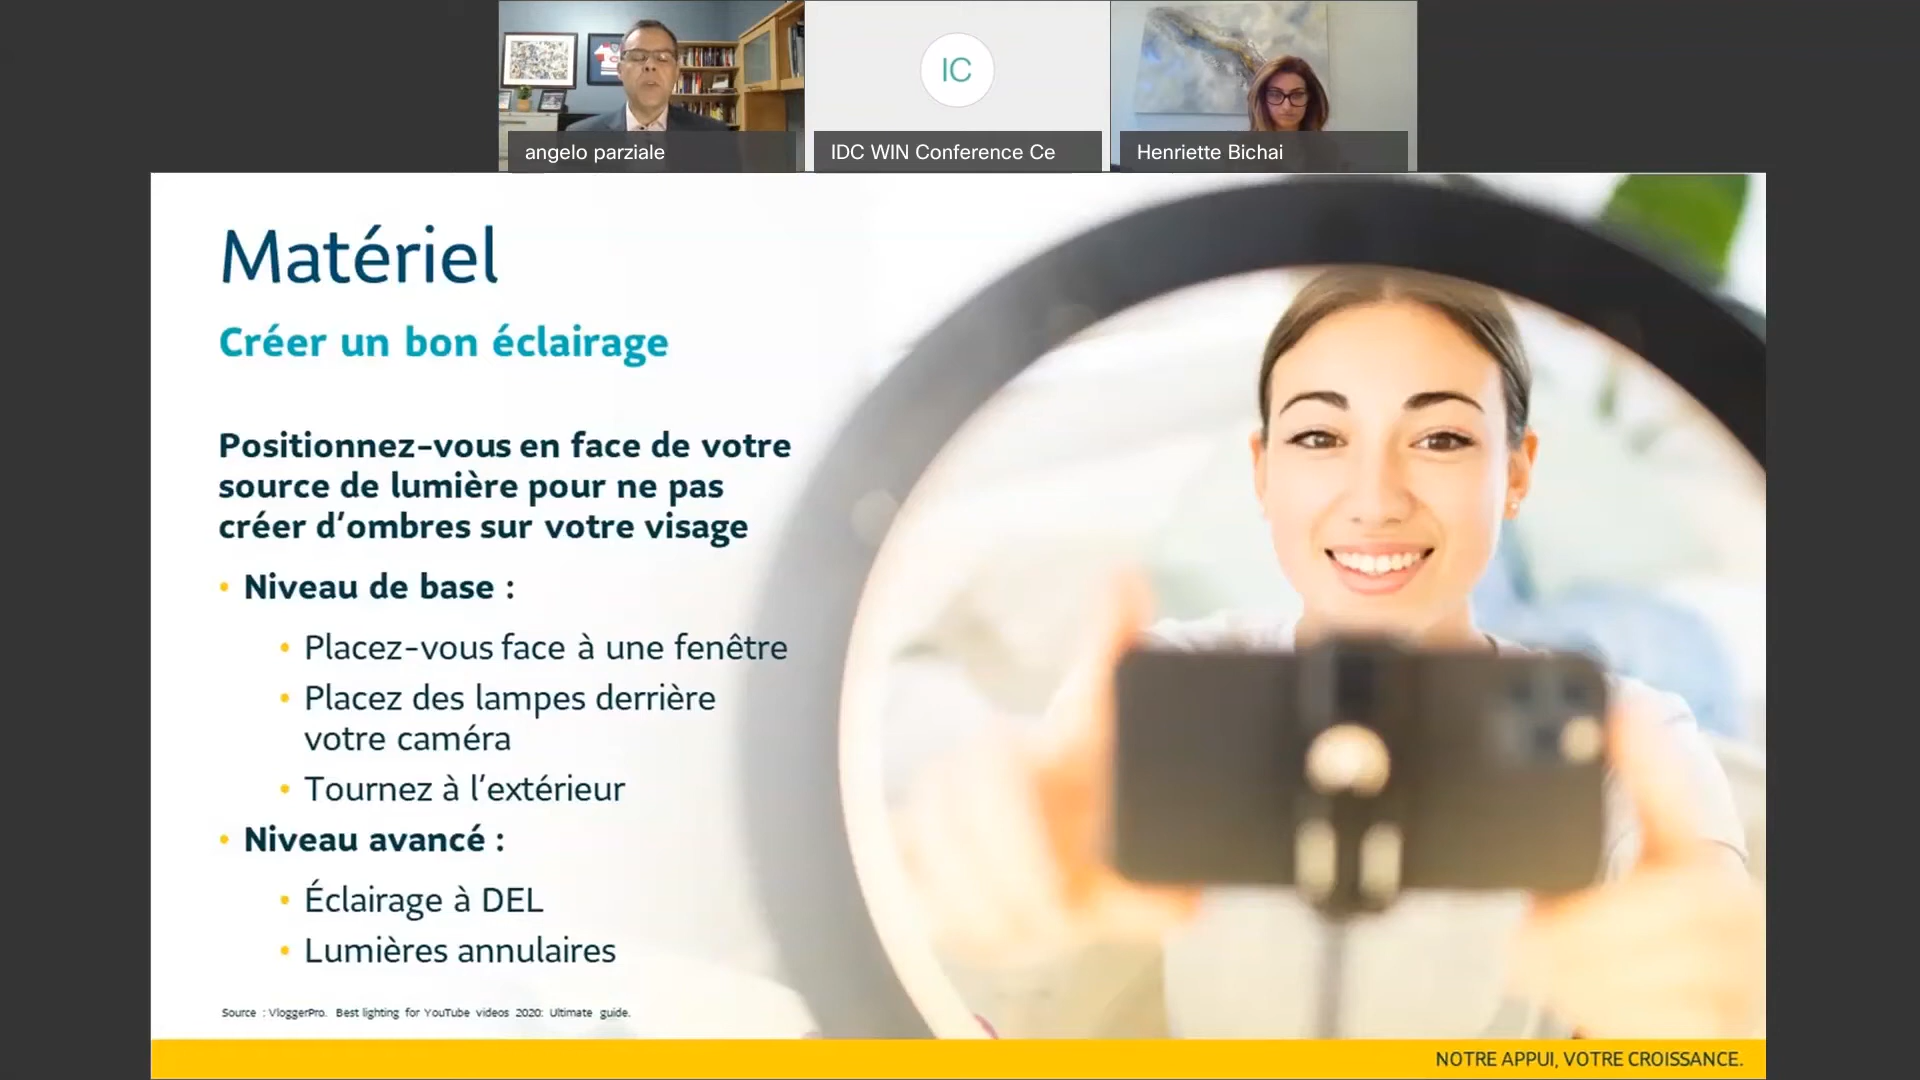 angelo parziale
IC
IDC WIN Conference Ce
Henriette Bichai
Matériel
Créer un bon éclairage
Positionnez-vous en face de votre
source de lumière pour ne pas
créer d’ombres sur votre visage
• Niveau de base :
• Placez-vous face à une fenêtre
• Placez des lampes derrière
votre caméra
• Tournez à l’extérieur
• Niveau avancé :
• Éclairage à DEL
• Lumières annulaires
Source : VloggerPro. Best lighting for YouTube videos 2020: Ultimate guide.
NOTRE APPUI, VOTRE CROISSANCE.